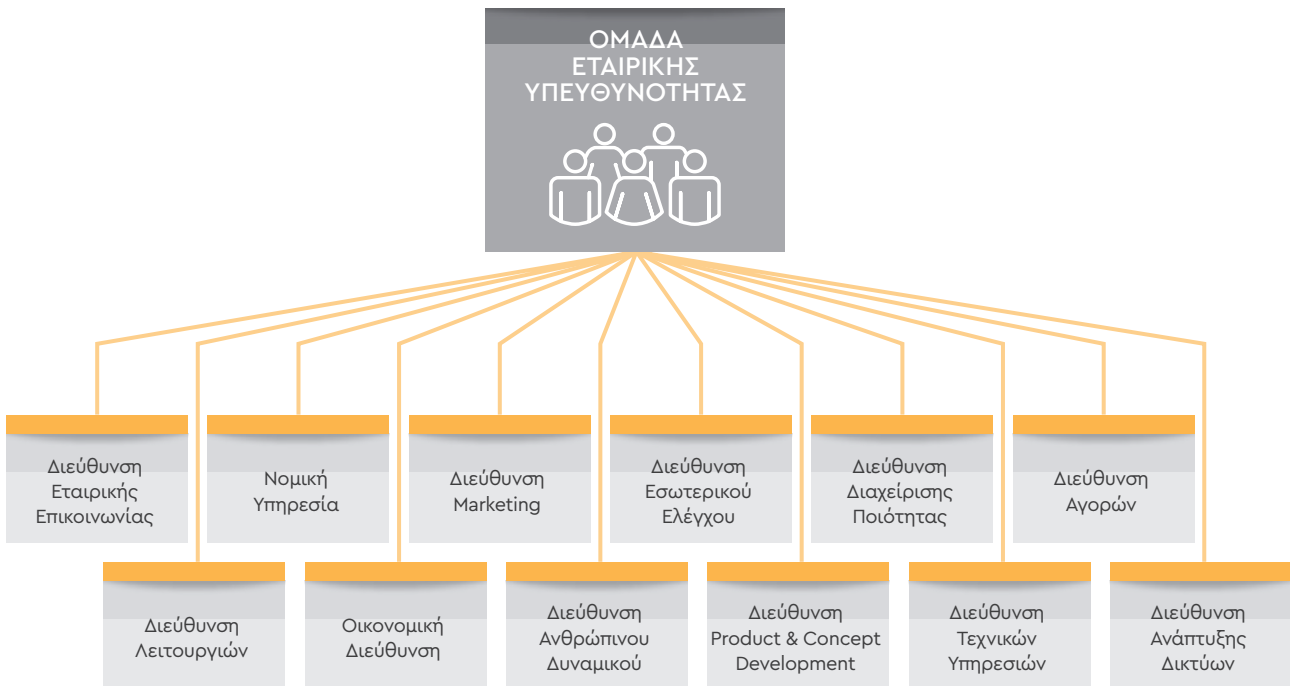 ΟΜΑΔΑ
ΕΤΑΙΡΙΚΗΣ
ΥΠΕΥΘΥΝΟΤΗΤΑΣ
Διεύθυνση
Εταιρικής
Επικοινωνίας
Νομική
Υπηρεσία
Διεύθυνση
Marketing
Διεύθυνση
Εσωτερικού
Ελέγχου
Διεύθυνση
Διαχείρισης
Ποιότητας
Διεύθυνση
Αγορών
Διεύθυνση
Λειτουργιών
Οικονομική
Διεύθυνση
Διεύθυνση
Ανθρώπινου
Δυναμικού
Διεύθυνση
Product & Concept
Development
Διεύθυνση
Τεχνικών
Υπηρεσιών
Διεύθυνση
Ανάπτυξης
Δικτύων